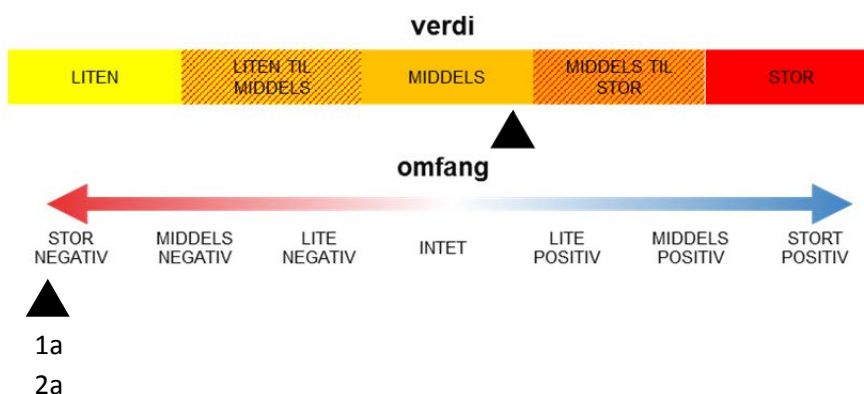 verdi
LITEN
LITEN TIL
MIDDELS
MIDDELS
MIDDELS TIL
STOR
STOR
omfang
STOR
NEGATIV
MIDDELS
NEGATIV
LITE
NEGATIV
INTET
LITE
POSITIV
MIDDELS
POSITIV
STORT
POSITIV
1a
2a